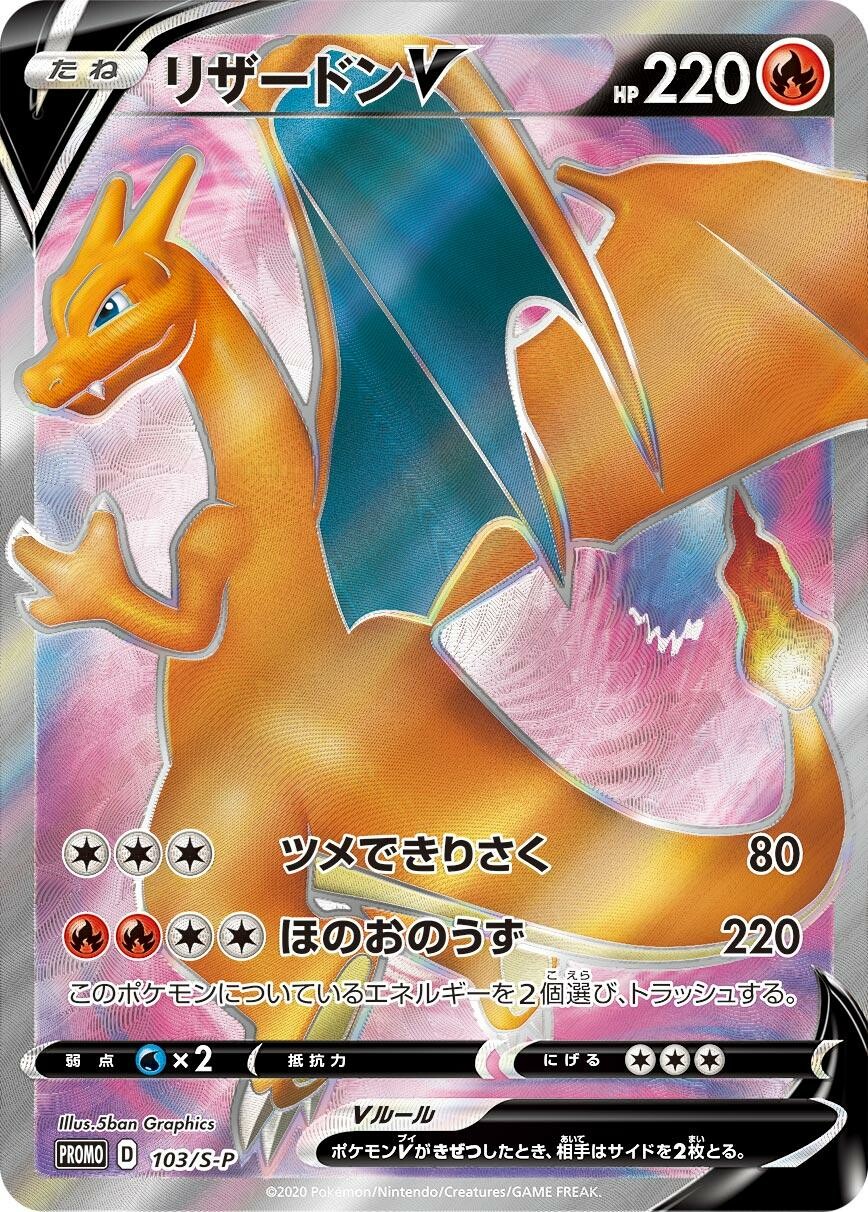 たね
リザードンV
HP 220
ツメできりさく 80
ほのおのうず 220
このポケモンについているエネルギーを2個選び、トラッシュする。
弱点 ×2 抵抗力 にげる
Illus.5ban Graphics
Vルール
ポケモンVがきぜつしたとき、相手はサイドを2枚とる。
PROMO D 103/S-P
©2020 Pokémon/Nintendo/Creatures/GAME FREAK.